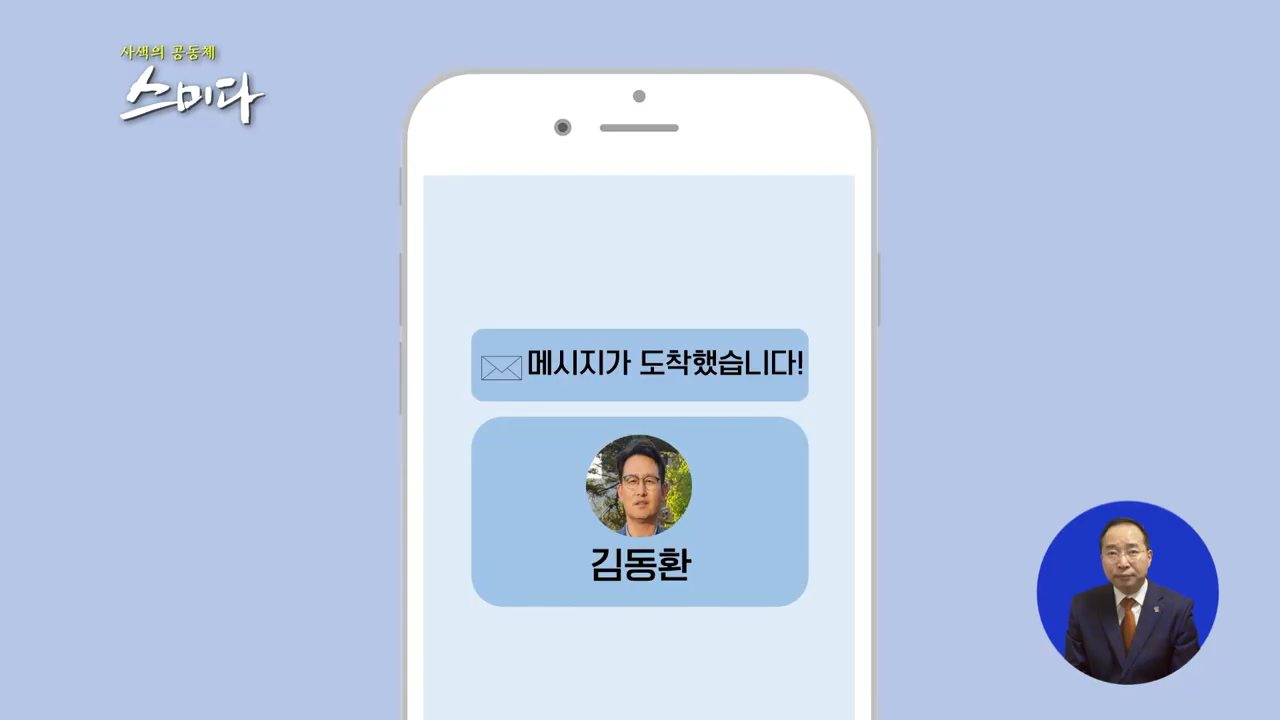 사색의 공동체
스미다
메시지가 도착했습니다!
김동환